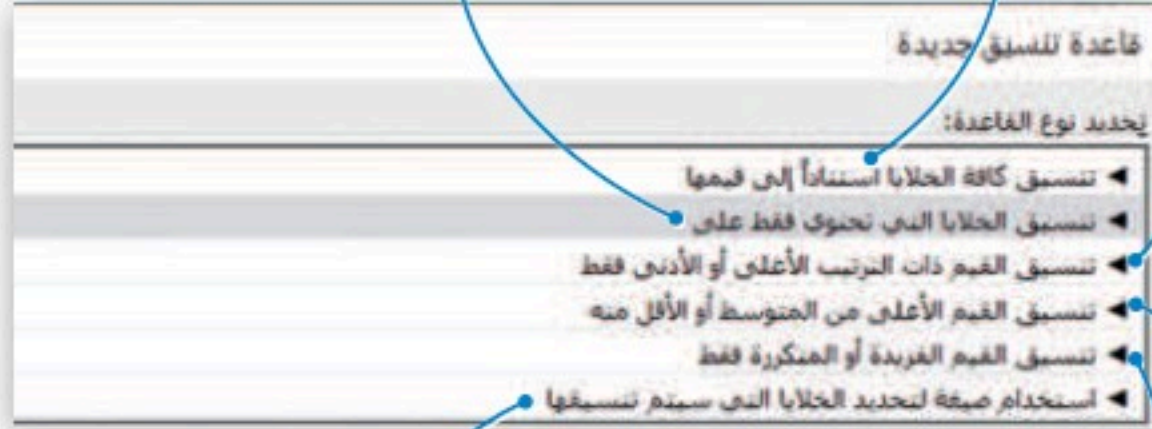 قاعدة تنسيق جديدة
تحديد نوع القاعدة:
◄ تنسيق كافة الخلايا استناداً إلى قيمها
◄ تنسيق الخلايا التي تحتوي فقط على
◄ تنسيق القيم ذات الترتيب الأعلى أو الأدنى فقط
◄ تنسيق القيم الأعلى من المتوسط أو الأقل منه
◄ تنسيق القيم الفريدة أو المتكررة فقط
◄ استخدام صيغة لتحديد الخلايا التي سيتم تنسيقها